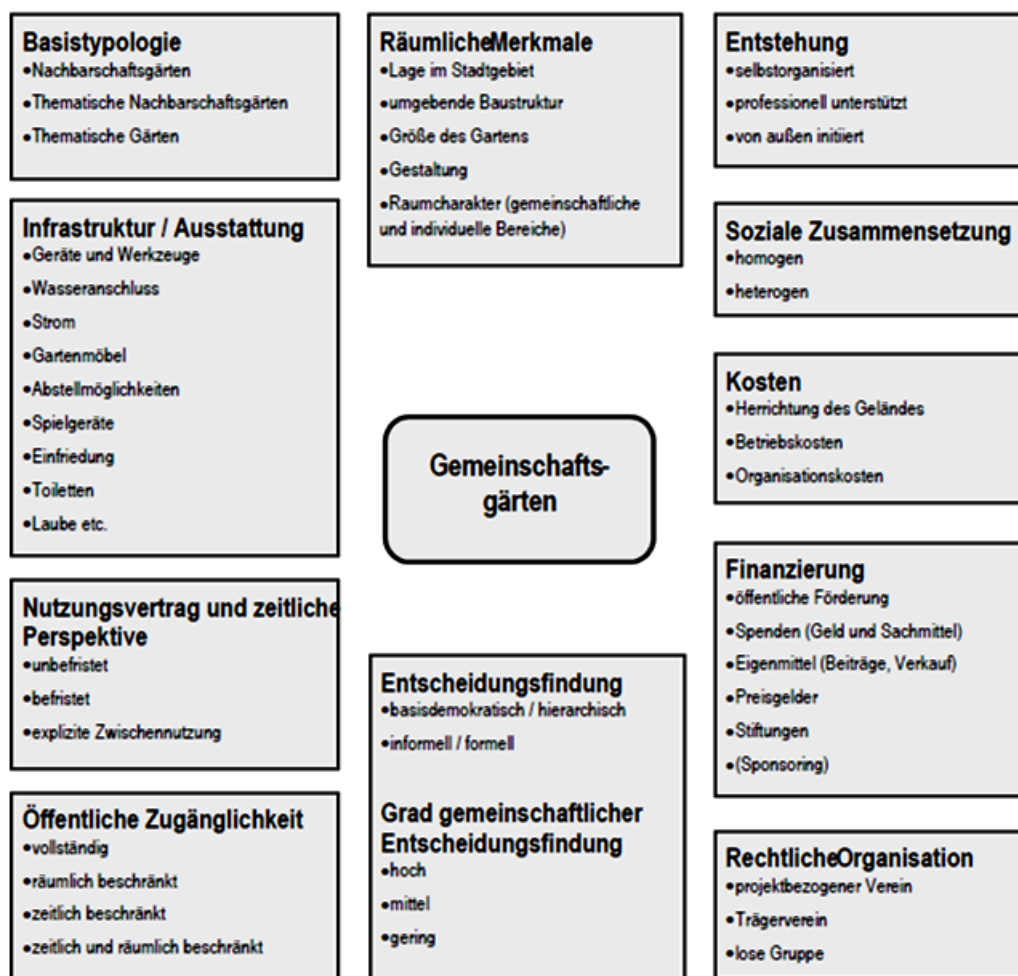 Basistypologie
•Nachbarschaftsgärten
•Thematische Nachbarschaftsgärten
•Thematische Gärten
Infrastruktur / Ausstattung
•Geräte und Werkzeuge
•Wasseranschluss
•Strom
•Gartenmöbel
•Abstellmöglichkeiten
•Spielgeräte
•Einfriedung
•Toiletten
•Laube etc.
Nutzungsvertrag und zeitliche
Perspektive
•unbefristet
•befristet
•explizite Zwischennutzung
Öffentliche Zugänglichkeit
•vollständig
•räumlich beschränkt
•zeitlich beschränkt
•zeitlich und räumlich beschränkt
RäumlicheMerkmale
•Lage im Stadtgebiet
•umgebende Baustruktur
•Größe des Gartens
•Gestaltung
•Raumcharakter (gemeinschaftliche
und individuelle Bereiche)
Gemeinschafts-
gärten
Entscheidungsfindung
•basisdemokratisch / hierarchisch
•informell / formell
Grad gemeinschaftlicher
Entscheidungsfindung
•hoch
•mittel
•gering
Entstehung
•selbstorganisiert
•professionell unterstützt
•von außen initiiert
Soziale Zusammensetzung
•homogen
•heterogen
Kosten
•Herrichtung des Geländes
•Betriebskosten
•Organisationskosten
Finanzierung
•öffentliche Förderung
•Spenden (Geld und Sachmittel)
•Eigenmittel (Beiträge, Verkauf)
•Preisgelder
•Stiftungen
•(Sponsoring)
RechtlicheOrganisation
•projektbezogener Verein
•Trägerverein
•lose Gruppe